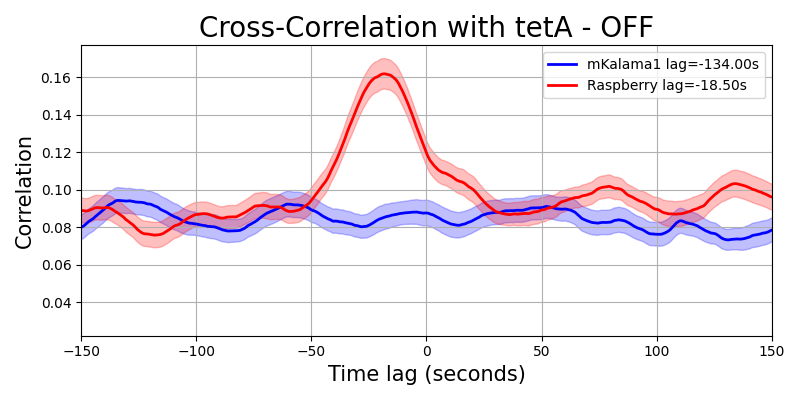 Cross-Correlation with tetA - OFF
mKalama1 lag=-134.00s
Raspberry lag=-18.50s
0.16
0.14
0.12
0.10
0.08
0.06
0.04
Correlation
−150 −100 −50 0 50 100 150
Time lag (seconds)